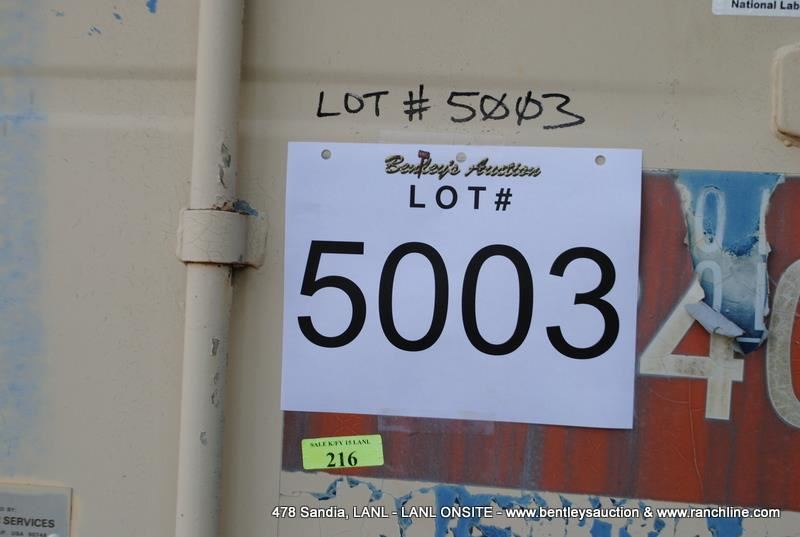 National Lab
LOT # 5003
Bentley's Auction
LOT#
5003
40
SALE K/FY 15 LANL
216
SERVICES
478 Sandia, LANL - LANL ONSITE - www.bentleysauction & www.ranchline.com